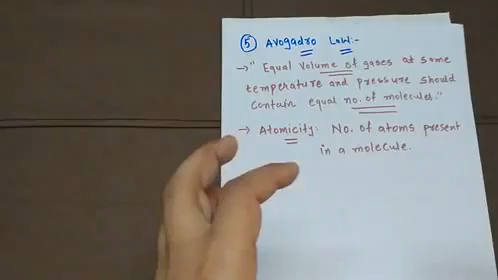 ⑤ Avogadro Law:-
→" Equal Volume of gases at same
temperature and pressure should
contain equal no. of molecules."
→ Atomicity: No. of atoms present
in a molecule.